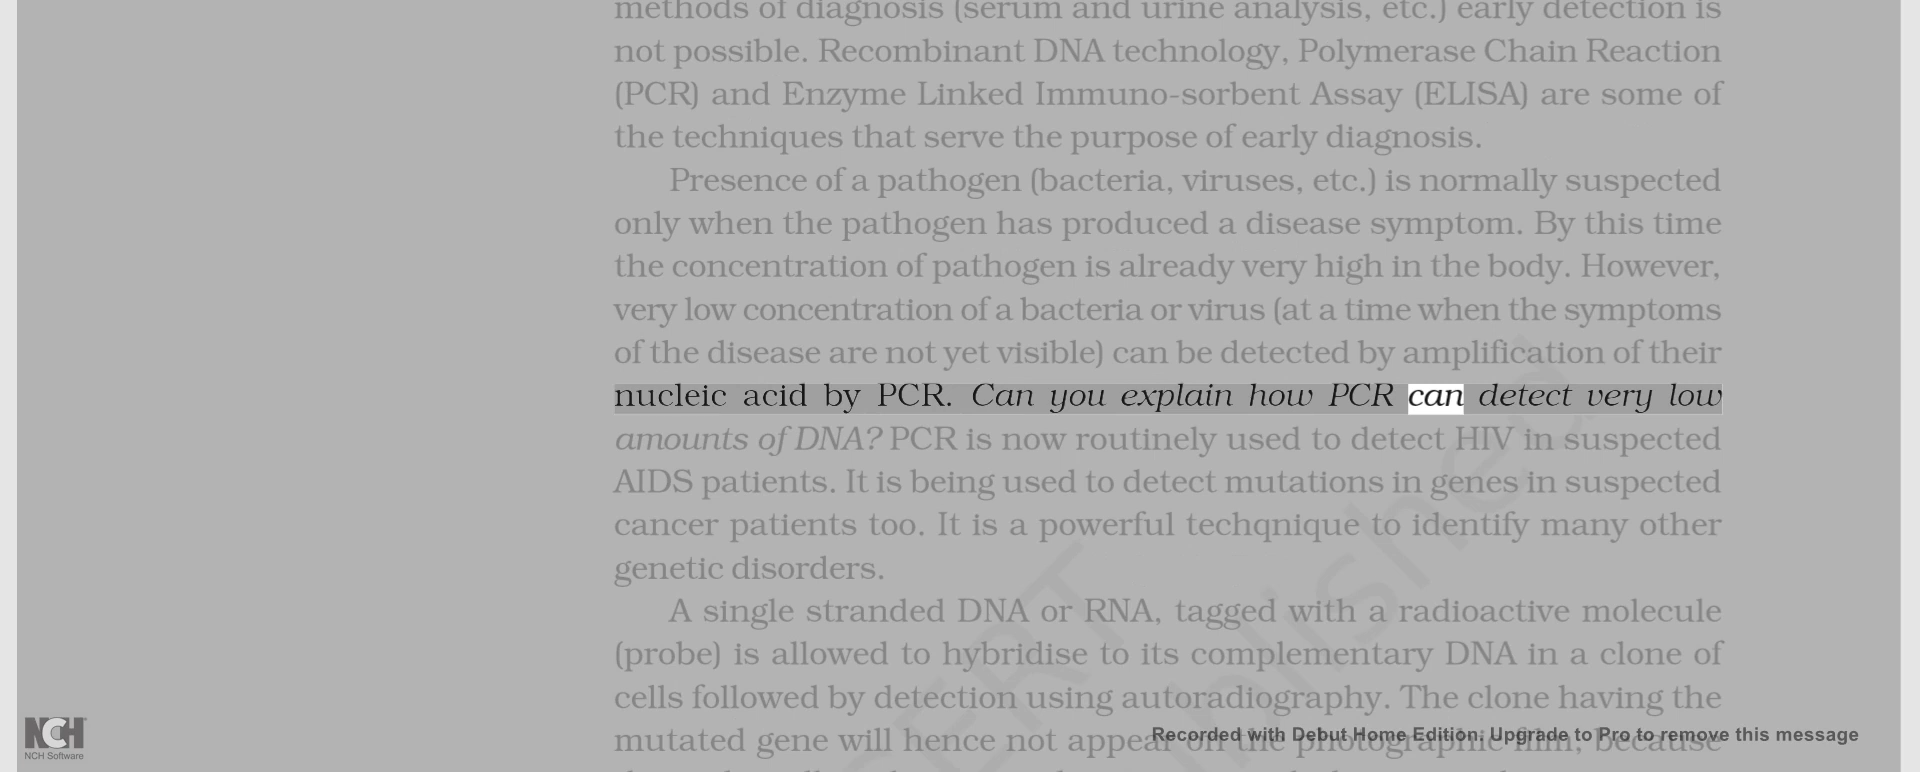 methods of diagnosis (serum and urine analysis, etc.) early detection is
not possible. Recombinant DNA technology, Polymerase Chain Reaction
(PCR) and Enzyme Linked Immuno-sorbent Assay (ELISA) are some of
the techniques that serve the purpose of early diagnosis.
Presence of a pathogen (bacteria, viruses, etc.) is normally suspected
only when the pathogen has produced a disease symptom. By this time
the concentration of pathogen is already very high in the body. However,
very low concentration of a bacteria or virus (at a time when the symptoms
of the disease are not yet visible) can be detected by amplification of their
nucleic acid by PCR. Can you explain how PCR can detect very low
amounts of DNA? PCR is now routinely used to detect HIV in suspected
AIDS patients. It is being used to detect mutations in genes in suspected
cancer patients too. It is a powerful techqnique to identify many other
genetic disorders.
A single stranded DNA or RNA, tagged with a radioactive molecule
(probe) is allowed to hybridise to its complementary DNA in a clone of
cells followed by detection using autoradiography. The clone having the
mutated gene will hence not appear on the photographic film, because
NCH
NCH Software
Recorded with Debut Home Edition. Upgrade to Pro to remove this message